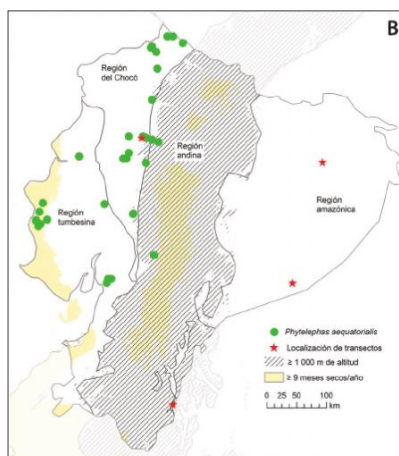 B
Región
del Chocó
Región
andina
Región
amazónica
Región
tumbesina
Phytelephas aequatorialis
Localización de transectos
≥ 1 000 m de altitud
≥ 9 meses secos/año
0 50 100
km